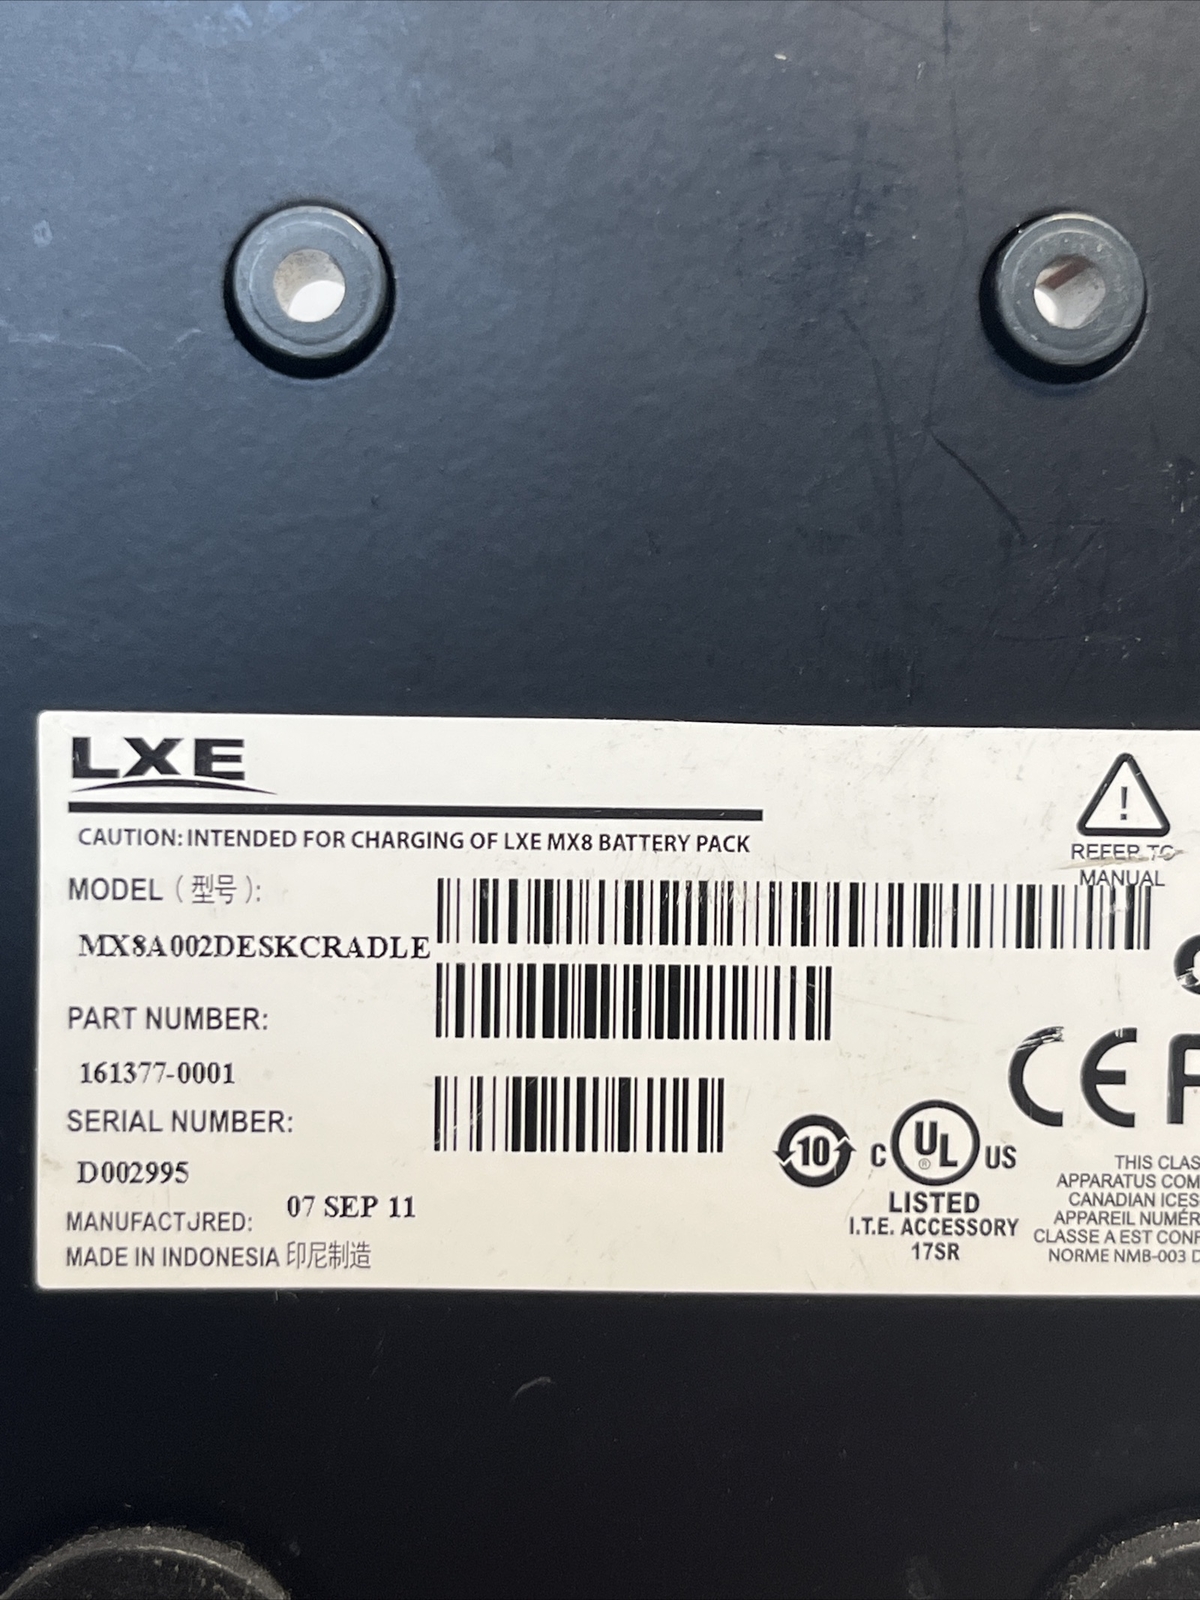 LXE
CAUTION: INTENDED FOR CHARGING OF LXE MX8 BATTERY PACK
REFER TO
MANUAL
MODEL (型号):
MX8A002DESKCRADLE
PART NUMBER:
161377-0001
SERIAL NUMBER:
D002995
MANUFACTURED: 07 SEP 11
MADE IN INDONESIA 印尼制造
10
C UL US
®
LISTED
I.T.E. ACCESSORY
17SR
CE
THIS CLAS
APPARATUS COM
CANADIAN ICES
APPAREIL NUMÉR
CLASSE A EST CONF
NORME NMB-003 D